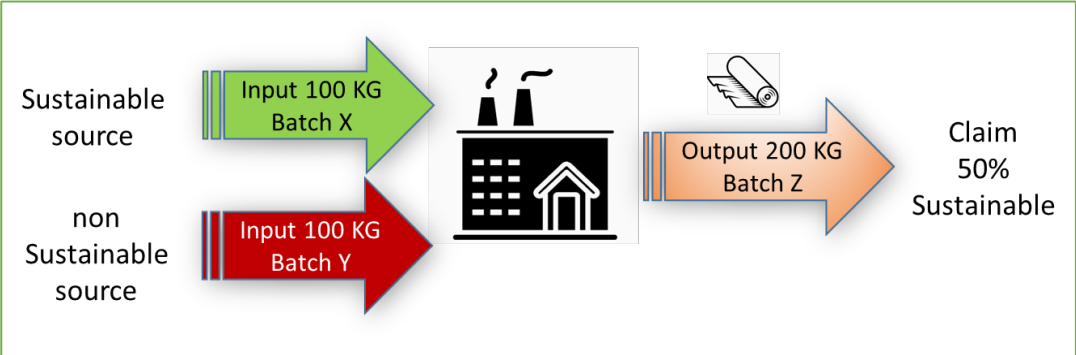 Sustainable
source
Input 100 KG
Batch X
non
Sustainable
source
Input 100 KG
Batch Y
Output 200 KG
Batch Z
Claim
50%
Sustainable